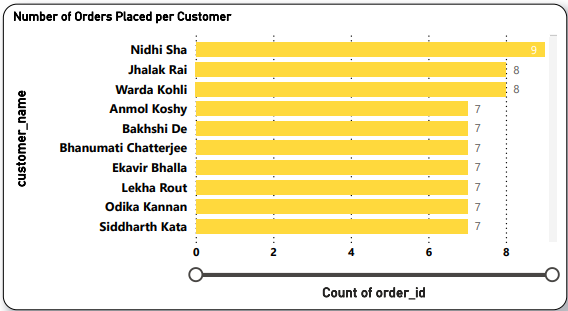 Number of Orders Placed per Customer
customer_name
Nidhi Sha 9
Jhalak Rai 8
Warda Kohli 8
Anmol Koshy 7
Bakhshi De 7
Bhanumati Chatterjee 7
Ekavir Bhalla 7
Lekha Rout 7
Odika Kannan 7
Siddharth Kata 7
0 2 4 6 8
Count of order_id